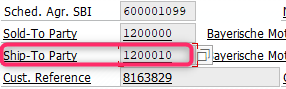 Sched. Agr. SBI 600001099
Sold-To Party 1200000 Bayerische Mot
Ship-To Party 1200010 Bayerische Mot
Cust. Reference 8163829